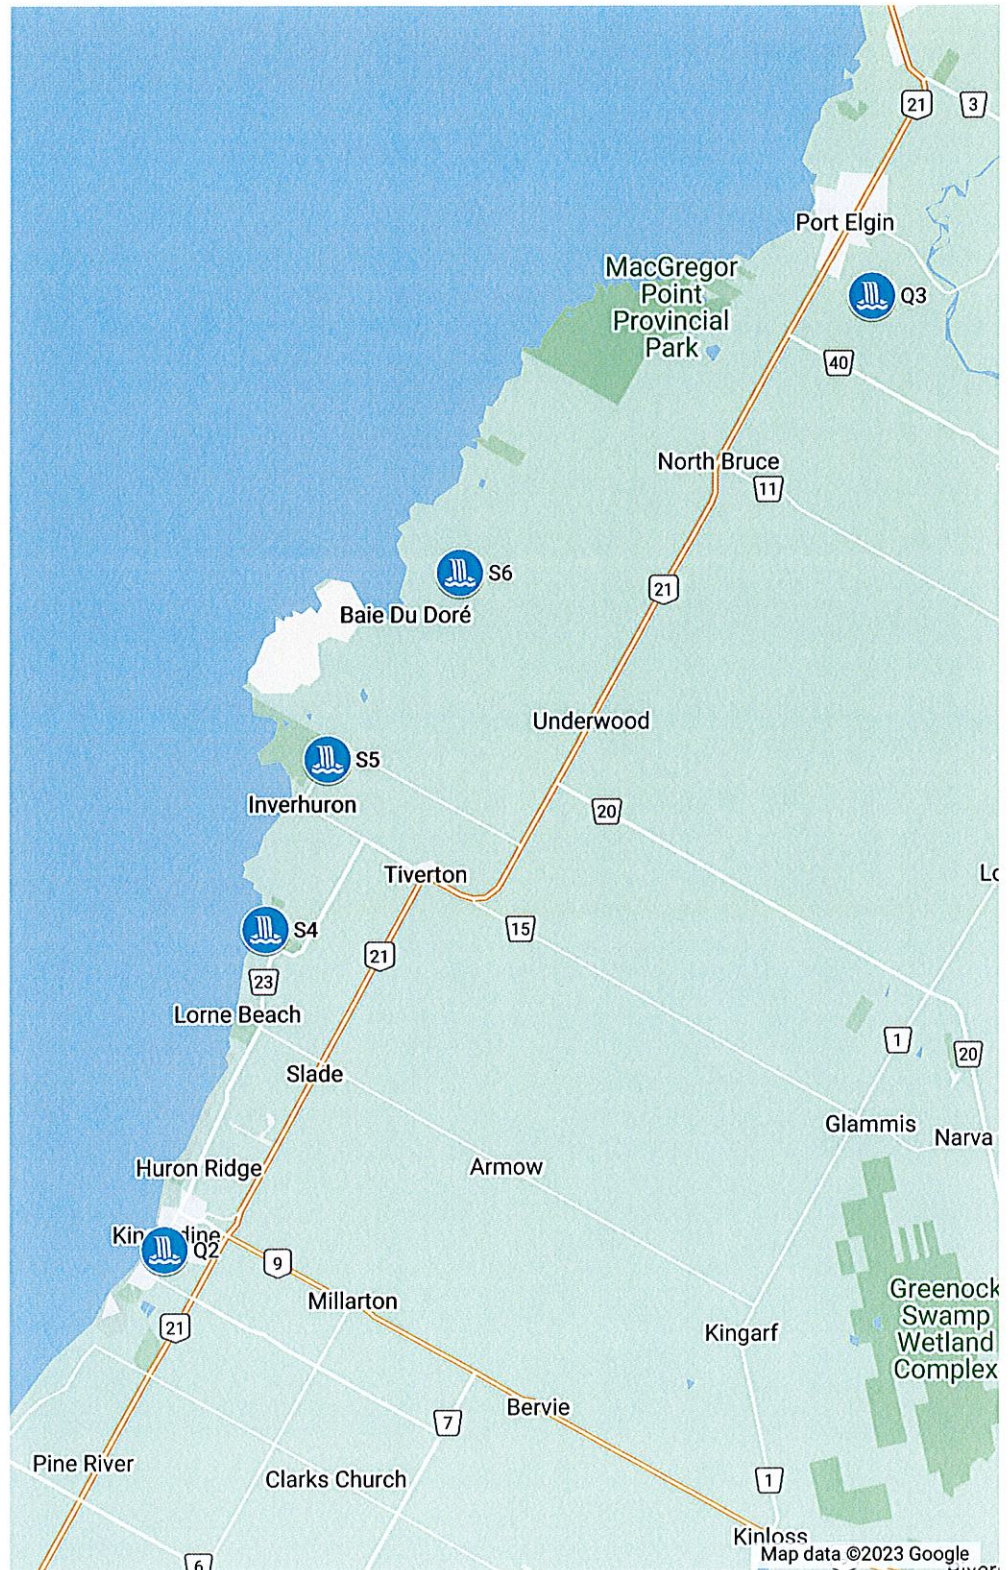 21
3
Port Elgin
MacGregor
Point
Provincial
Park
Q3
40
North Bruce
11
S6
21
Baie Du Doré
Underwood
S5
Inverhuron
20
Tiverton
S4
15
21
23
Lorne Beach
1
20
Slade
Glammis
Narva
Huron Ridge
Armow
Q2
9
Greenock
Swamp
Wetland
Complex
Millarton
21
Kingarf
Bervie
7
Pine River
Clarks Church
1
Kinloss
Map data ©2023 Google
6